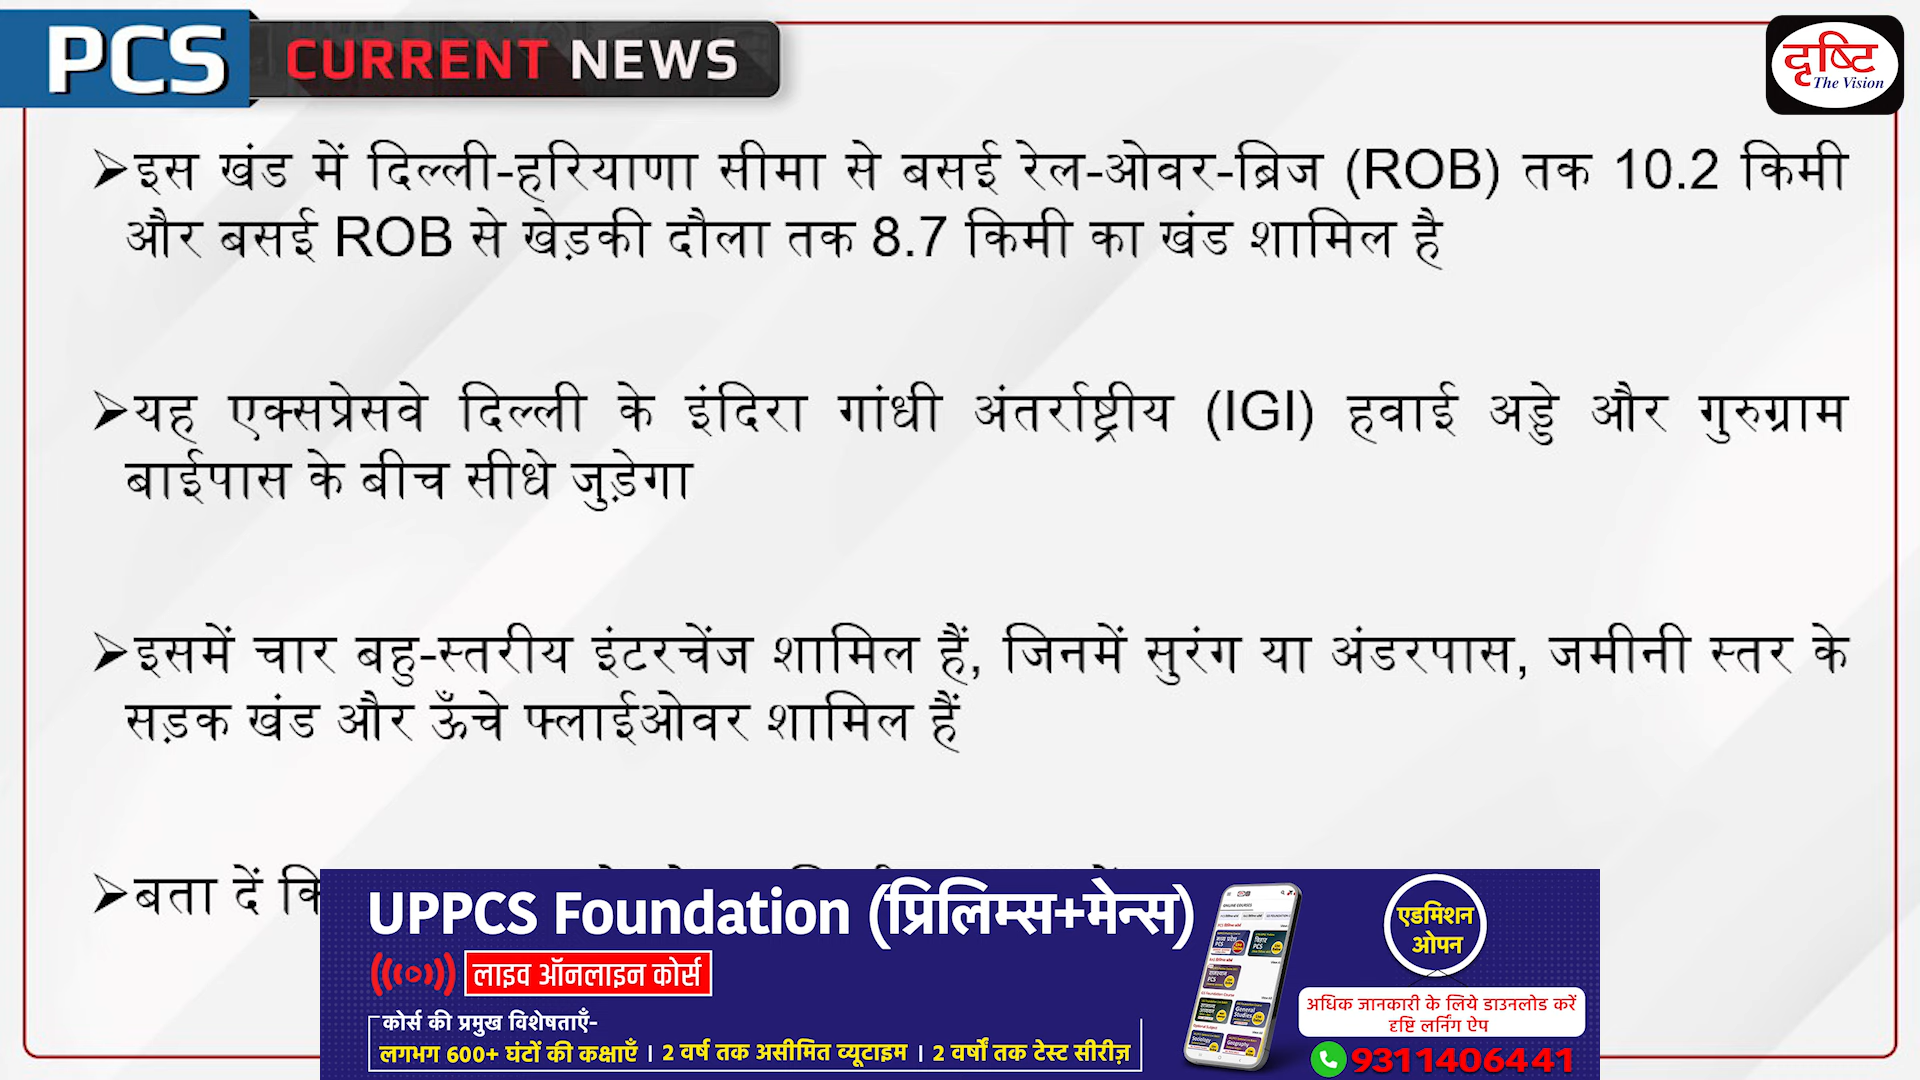 PCS CURRENT NEWS
दृष्टि
The Vision
➢इस खंड में दिल्ली-हरियाणा सीमा से बसई रेल-ओवर-ब्रिज (ROB) तक 10.2 किमी
और बसई ROB से खेड़की दौला तक 8.7 किमी का खंड शामिल है
➢यह एक्सप्रेसवे दिल्ली के इंदिरा गांधी अंतर्राष्ट्रीय (IGI) हवाई अड्डे और गुरुग्राम
बाईपास के बीच सीधे जुड़ेगा
➢इसमें चार बहु-स्तरीय इंटरचेंज शामिल हैं, जिनमें सुरंग या अंडरपास, जमीनी स्तर के
सड़क खंड और ऊँचे फ्लाईओवर शामिल हैं
➢बता दें
UPPCS Foundation (प्रिलिम्स+मेन्स)
लाइव ऑनलाइन कोर्स
कोर्स की प्रमुख विशेषताएँ-
लगभग 600+ घंटों की कक्षाएँ । 2 वर्ष तक असीमित व्यूटाइम । 2 वर्षों तक टेस्ट सीरीज़
एडमिशन
ओपन
अधिक जानकारी के लिये डाउनलोड करें
दृष्टि लर्निंग ऐप
9311406441